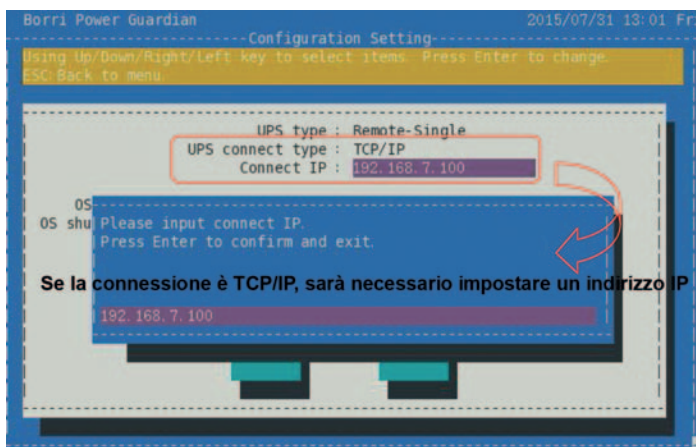 Borri Power Guardian 2015/07/31 13:01 Fr
Configuration Setting
Using Up/Down/Right/Left key to select items. Press Enter to change.
ESC:Back to menu.
UPS type : Remote-Single
UPS connect type : TCP/IP
Connect IP : 192.168.7.100
OS
OS shu
Please input connect IP.
Press Enter to confirm and exit.
Se la connessione è TCP/IP, sarà necessario impostare un indirizzo IP
192.168.7.100